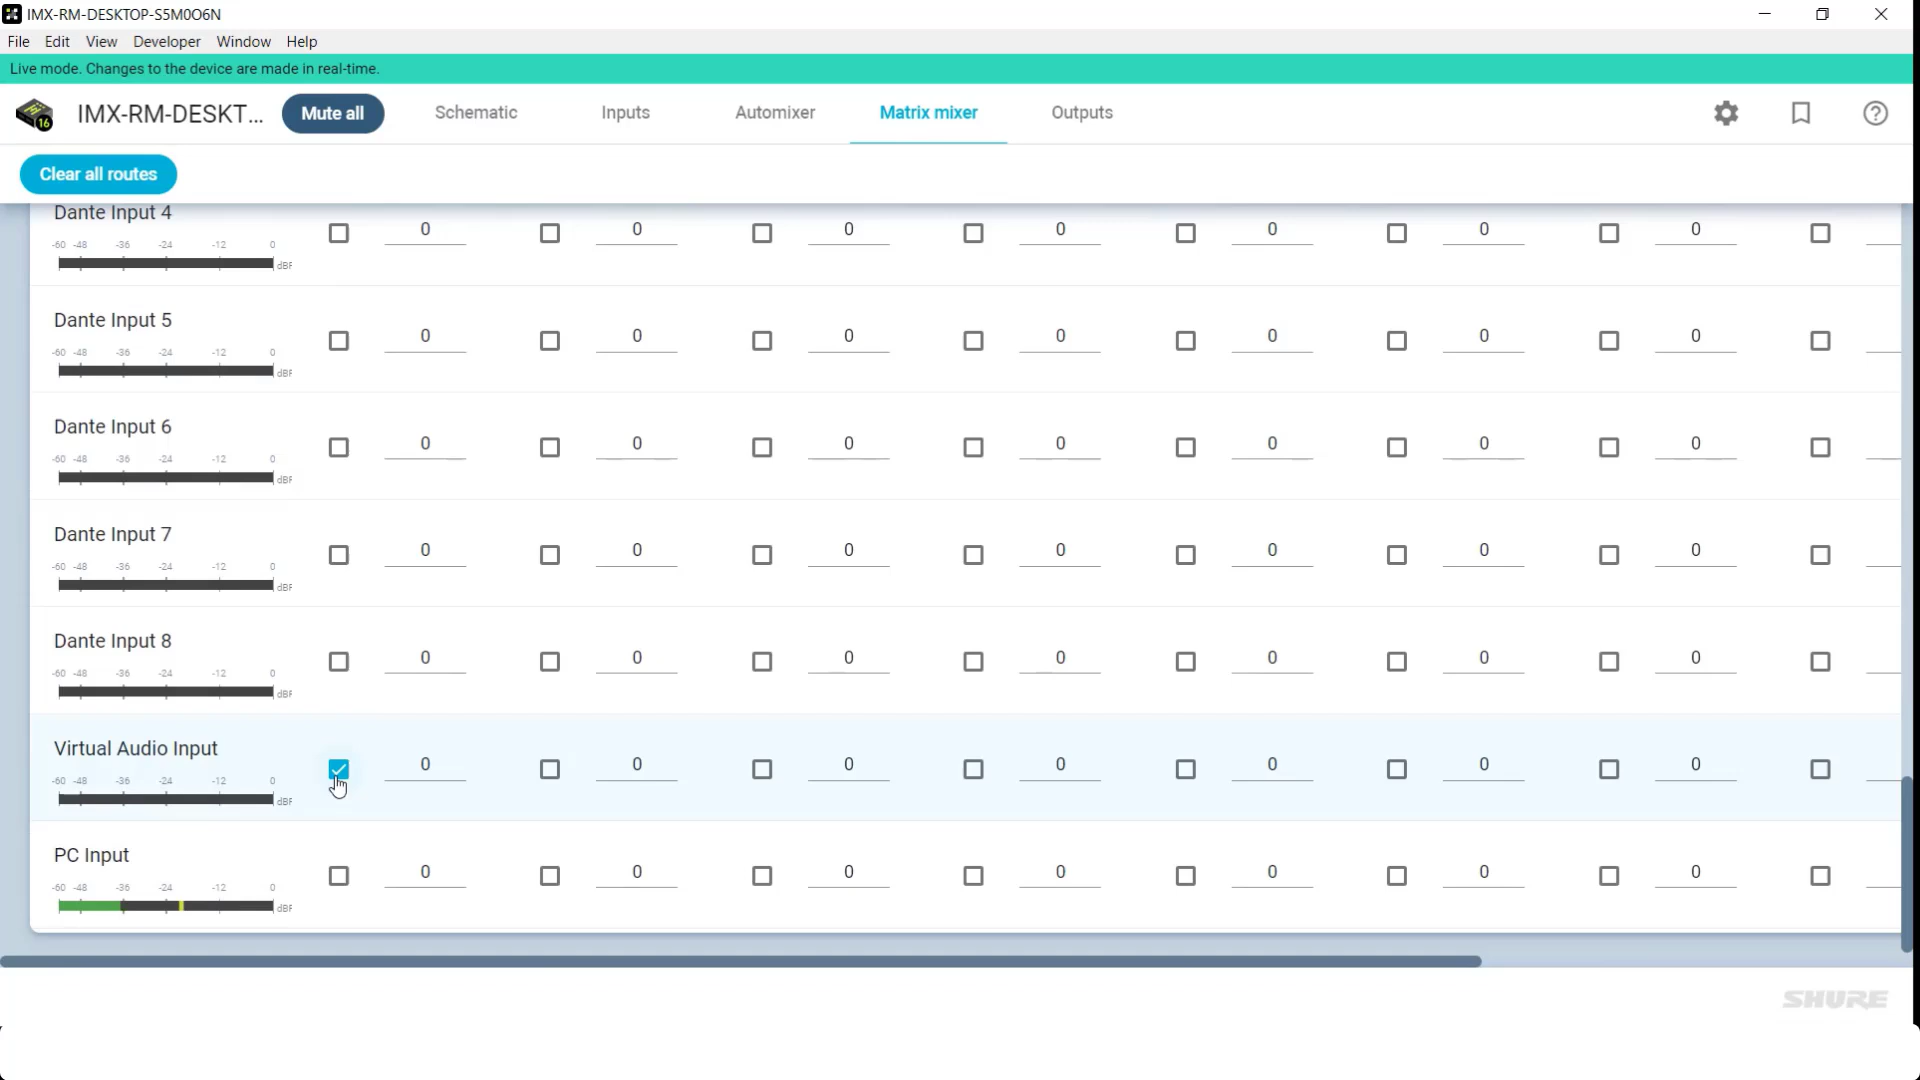 IMX-RM-DESKTOP-S5M0O6N
File Edit View Developer Window Help
Live mode. Changes to the device are made in real-time.
16 IMX-RM-DESKT... Mute all Schematic Inputs Automixer Matrix mixer Outputs
Clear all routes
Dante Input 4
0 0 0 0 0 0 0
-60 -48 -36 -24 -12 0
dBF
Dante Input 5
0 0 0 0 0 0 0
-60 -48 -36 -24 -12 0
dBF
Dante Input 6
0 0 0 0 0 0 0
-60 -48 -36 -24 -12 0
dBF
Dante Input 7
0 0 0 0 0 0 0
-60 -48 -36 -24 -12 0
dBF
Dante Input 8
0 0 0 0 0 0 0
-60 -48 -36 -24 -12 0
dBF
Virtual Audio Input
0 0 0 0 0 0 0
-60 -48 -36 -24 -12 0
dBF
PC Input
0 0 0 0 0 0 0
-60 -48 -36 -24 -12 0
dBF
SHURE